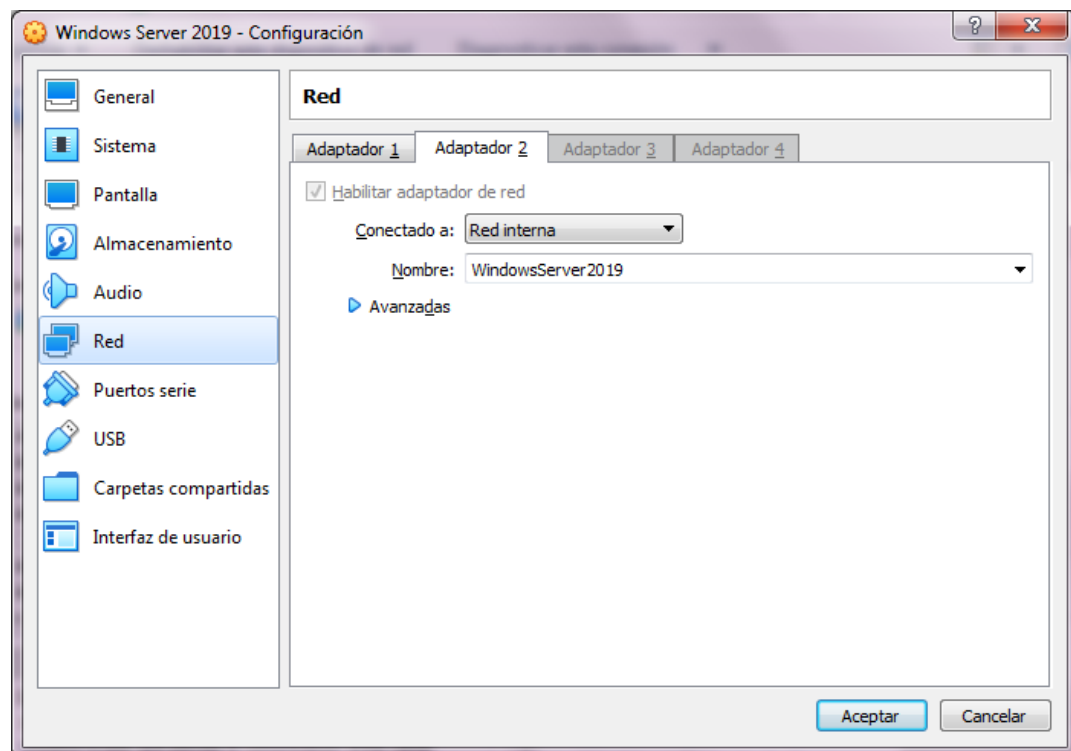 Windows Server 2019 - Configuración
?
General
Sistema
Pantalla
Almacenamiento
Audio
Red
Puertos serie
USB
Carpetas compartidas
Interfaz de usuario
Red
Adaptador 1 Adaptador 2 Adaptador 3 Adaptador 4
Habilitar adaptador de red
Conectado a: Red interna
Nombre: WindowsServer2019
Avanzadas
Aceptar Cancelar